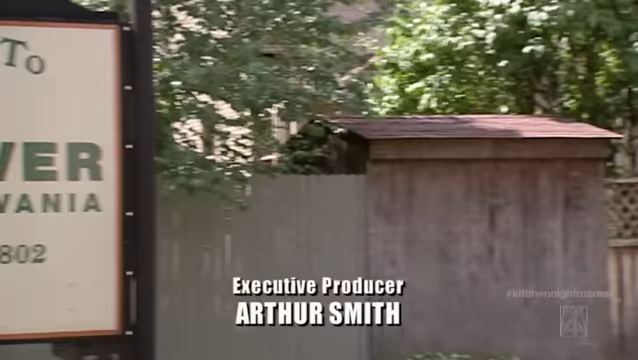 To
VER
VANIA
802
Executive Producer
ARTHUR SMITH
#kitchennightmares